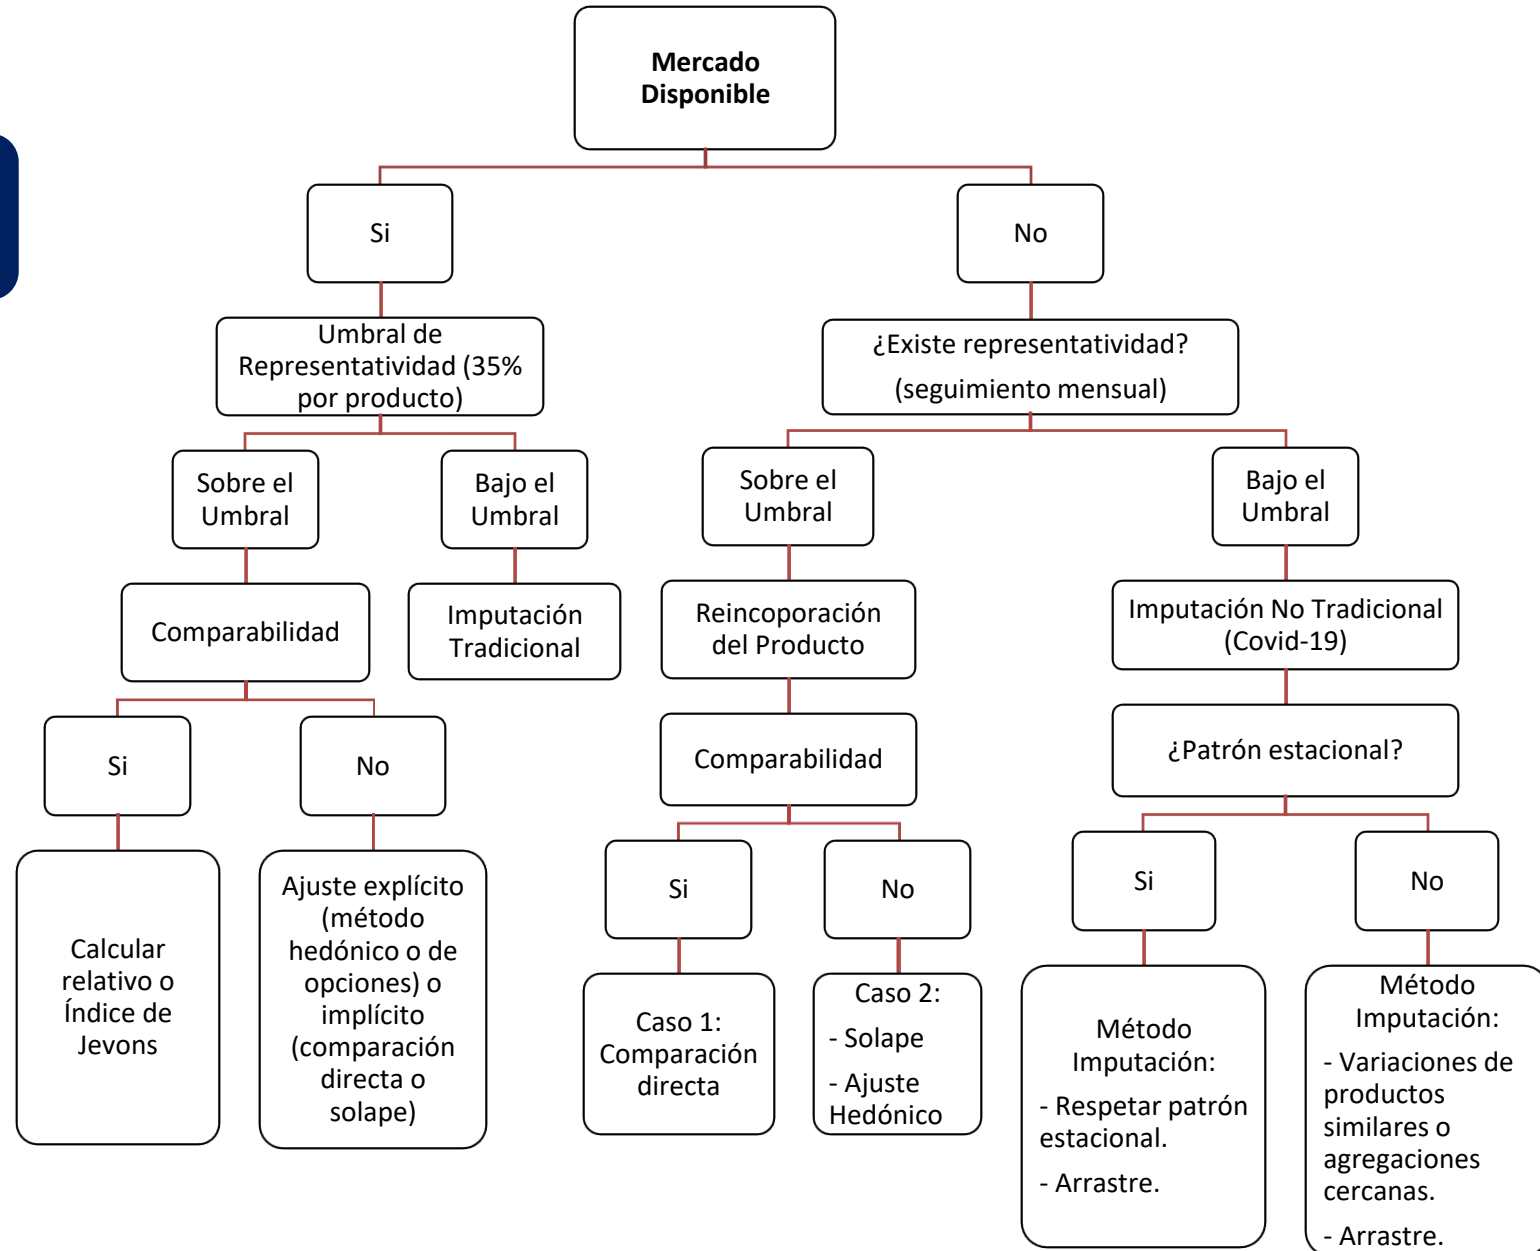 Mercado
Disponible
Si
No
Umbral de
Representatividad (35%
por producto)
¿Existe representatividad?
(seguimiento mensual)
Sobre el
Umbral
Bajo el
Umbral
Sobre el
Umbral
Bajo el
Umbral
Comparabilidad
Imputación
Tradicional
Reincoporación
del Producto
Imputación No Tradicional
(Covid-19)
Si
No
Comparabilidad
¿Patrón estacional?
Si
No
Si
No
Calcular
relativo o
Índice de
Jevons
Ajuste explícito
(método
hedónico o de
opciones) o
implícito
(comparación
directa o
solape)
Caso 1:
Comparación
directa
Caso 2:
- Solape
- Ajuste
Hedónico
Método
Imputación:
- Respetar patrón
estacional.
- Arrastre.
Método
Imputación:
- Variaciones de
productos
similares o
agregaciones
cercanas.
- Arrastre.